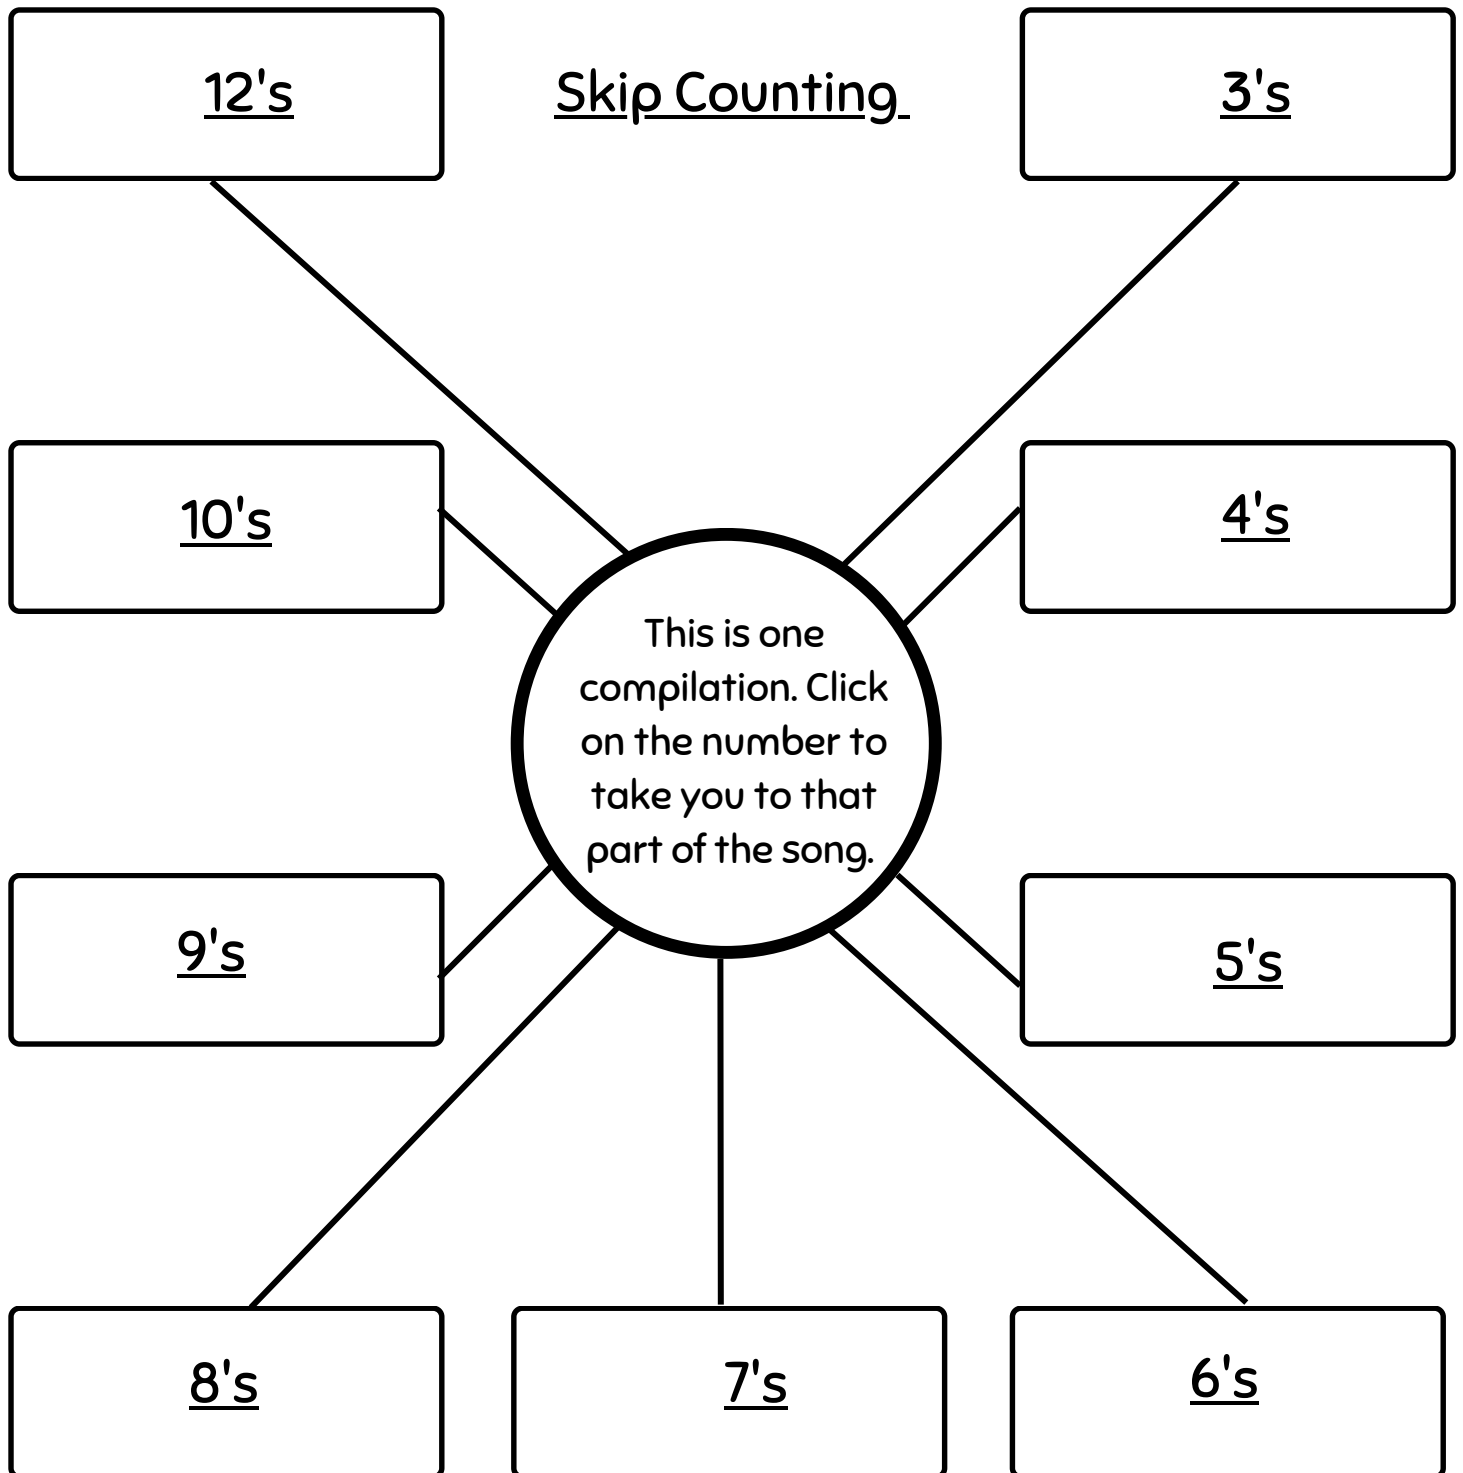 12's
Skip Counting
3's
10's
4's
This is one
compilation. Click
on the number to
take you to that
part of the song.
9's
5's
8's
7's
6's